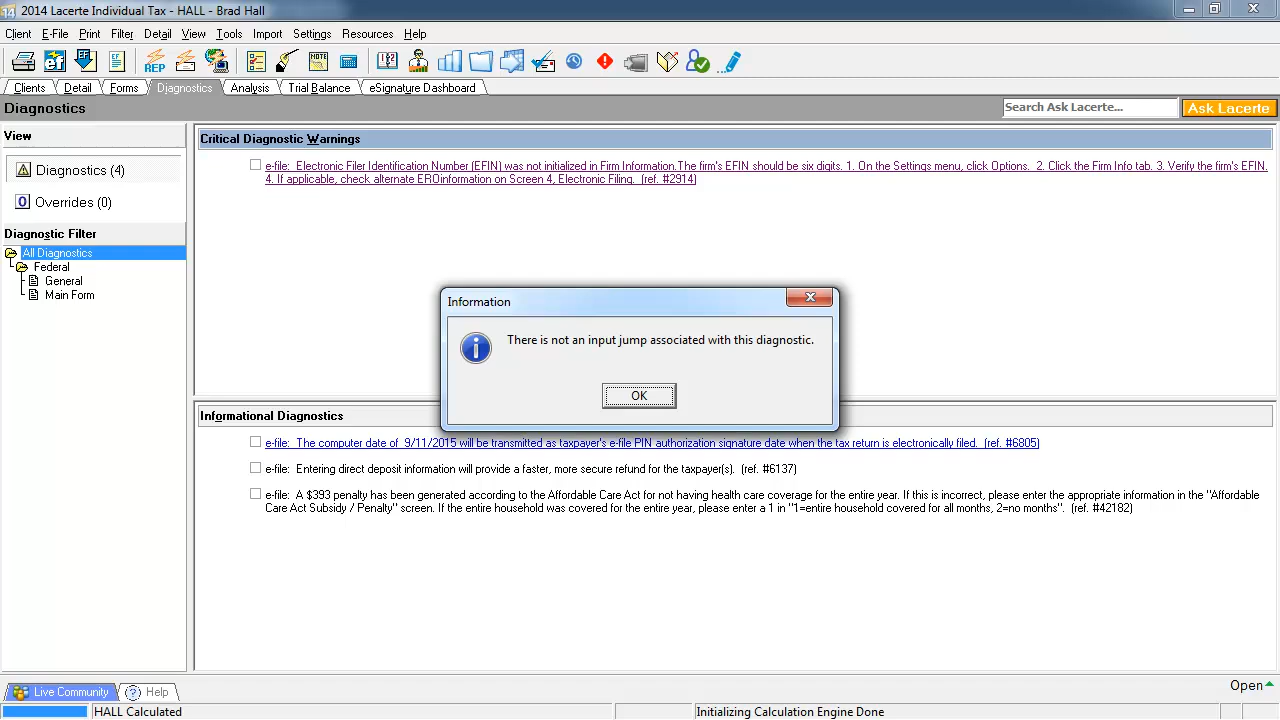 14
2014 Lacerte Individual Tax - HALL - Brad Hall
Client E-File Print Filter Detail View Tools Import Settings Resources Help
REP
NOTE
Clients Detail Forms Diagnostics Analysis Trial Balance eSignature Dashboard
Diagnostics
Search Ask Lacerte...
Ask Lacerte
View
Diagnostics (4)
Overrides (0)
Diagnostic Filter
All Diagnostics
Federal
General
Main Form
Critical Diagnostic Warnings
e-file: Electronic Filer Identification Number (EFIN) was not initialized in Firm Information.The firm's EFIN should be six digits. 1. On the Settings menu, click Options. 2. Click the Firm Info tab. 3. Verify the firm's EFIN.
4. If applicable, check alternate EROinformation on Screen 4, Electronic Filing. (ref. #2914)
Information
There is not an input jump associated with this diagnostic.
OK
Informational Diagnostics
e-file: The computer date of 9/11/2015 will be transmitted as taxpayer's e-file PIN authorization signature date when the tax return is electronically filed. (ref. #6805)
e-file: Entering direct deposit information will provide a faster, more secure refund for the taxpayer(s). (ref. #6137)
e-file: A $393 penalty has been generated according to the Affordable Care Act for not having health care coverage for the entire year. If this is incorrect, please enter the appropriate information in the "Affordable
Care Act Subsidy / Penalty" screen. If the entire household was covered for the entire year, please enter a 1 in "1=entire household covered for all months, 2=no months". (ref. #42182)
Live Community
Help
Open
HALL Calculated
Initializing Calculation Engine Done